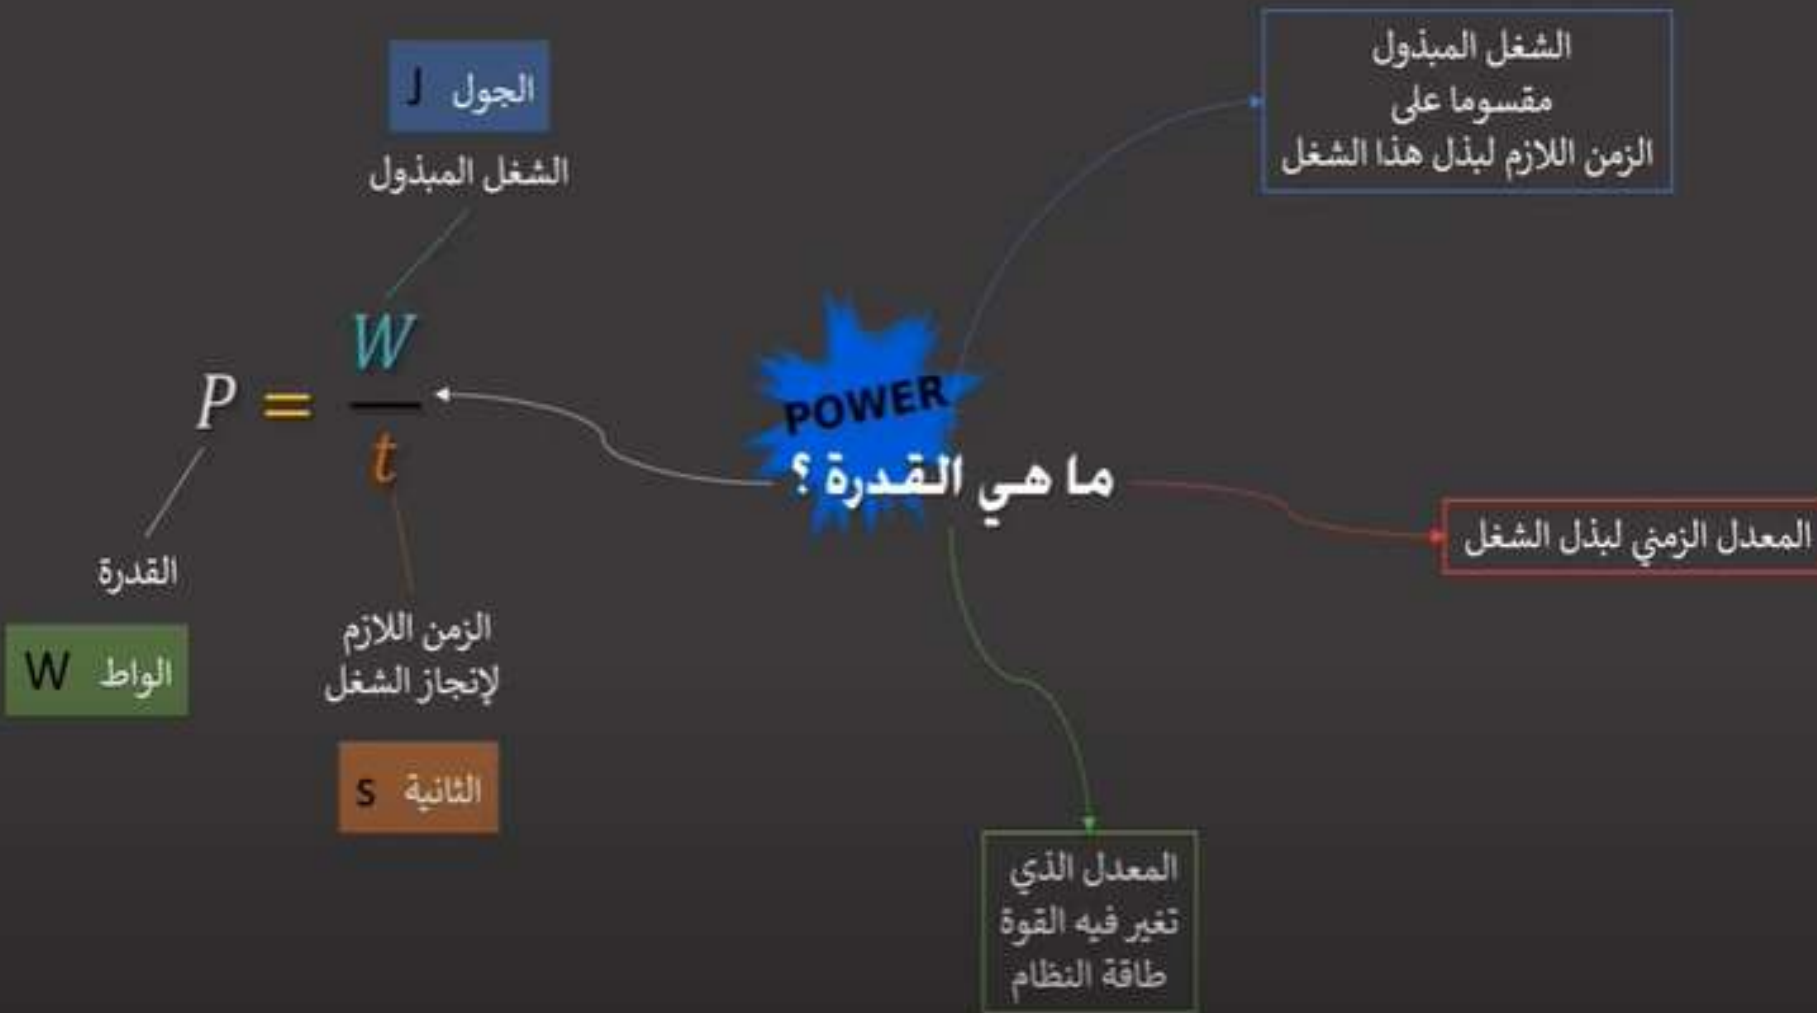 الشغل المبذول
مقسوما على
الزمن اللازم لبذل هذا الشغل
الجول J
الشغل المبذول
P = W / t
POWER
ما هي القدرة ؟
المعدل الزمني لبذل الشغل
القدرة
الواط W
الزمن اللازم
لإنجاز الشغل
الثانية s
المعدل الذي
تغير فيه القوة
طاقة النظام